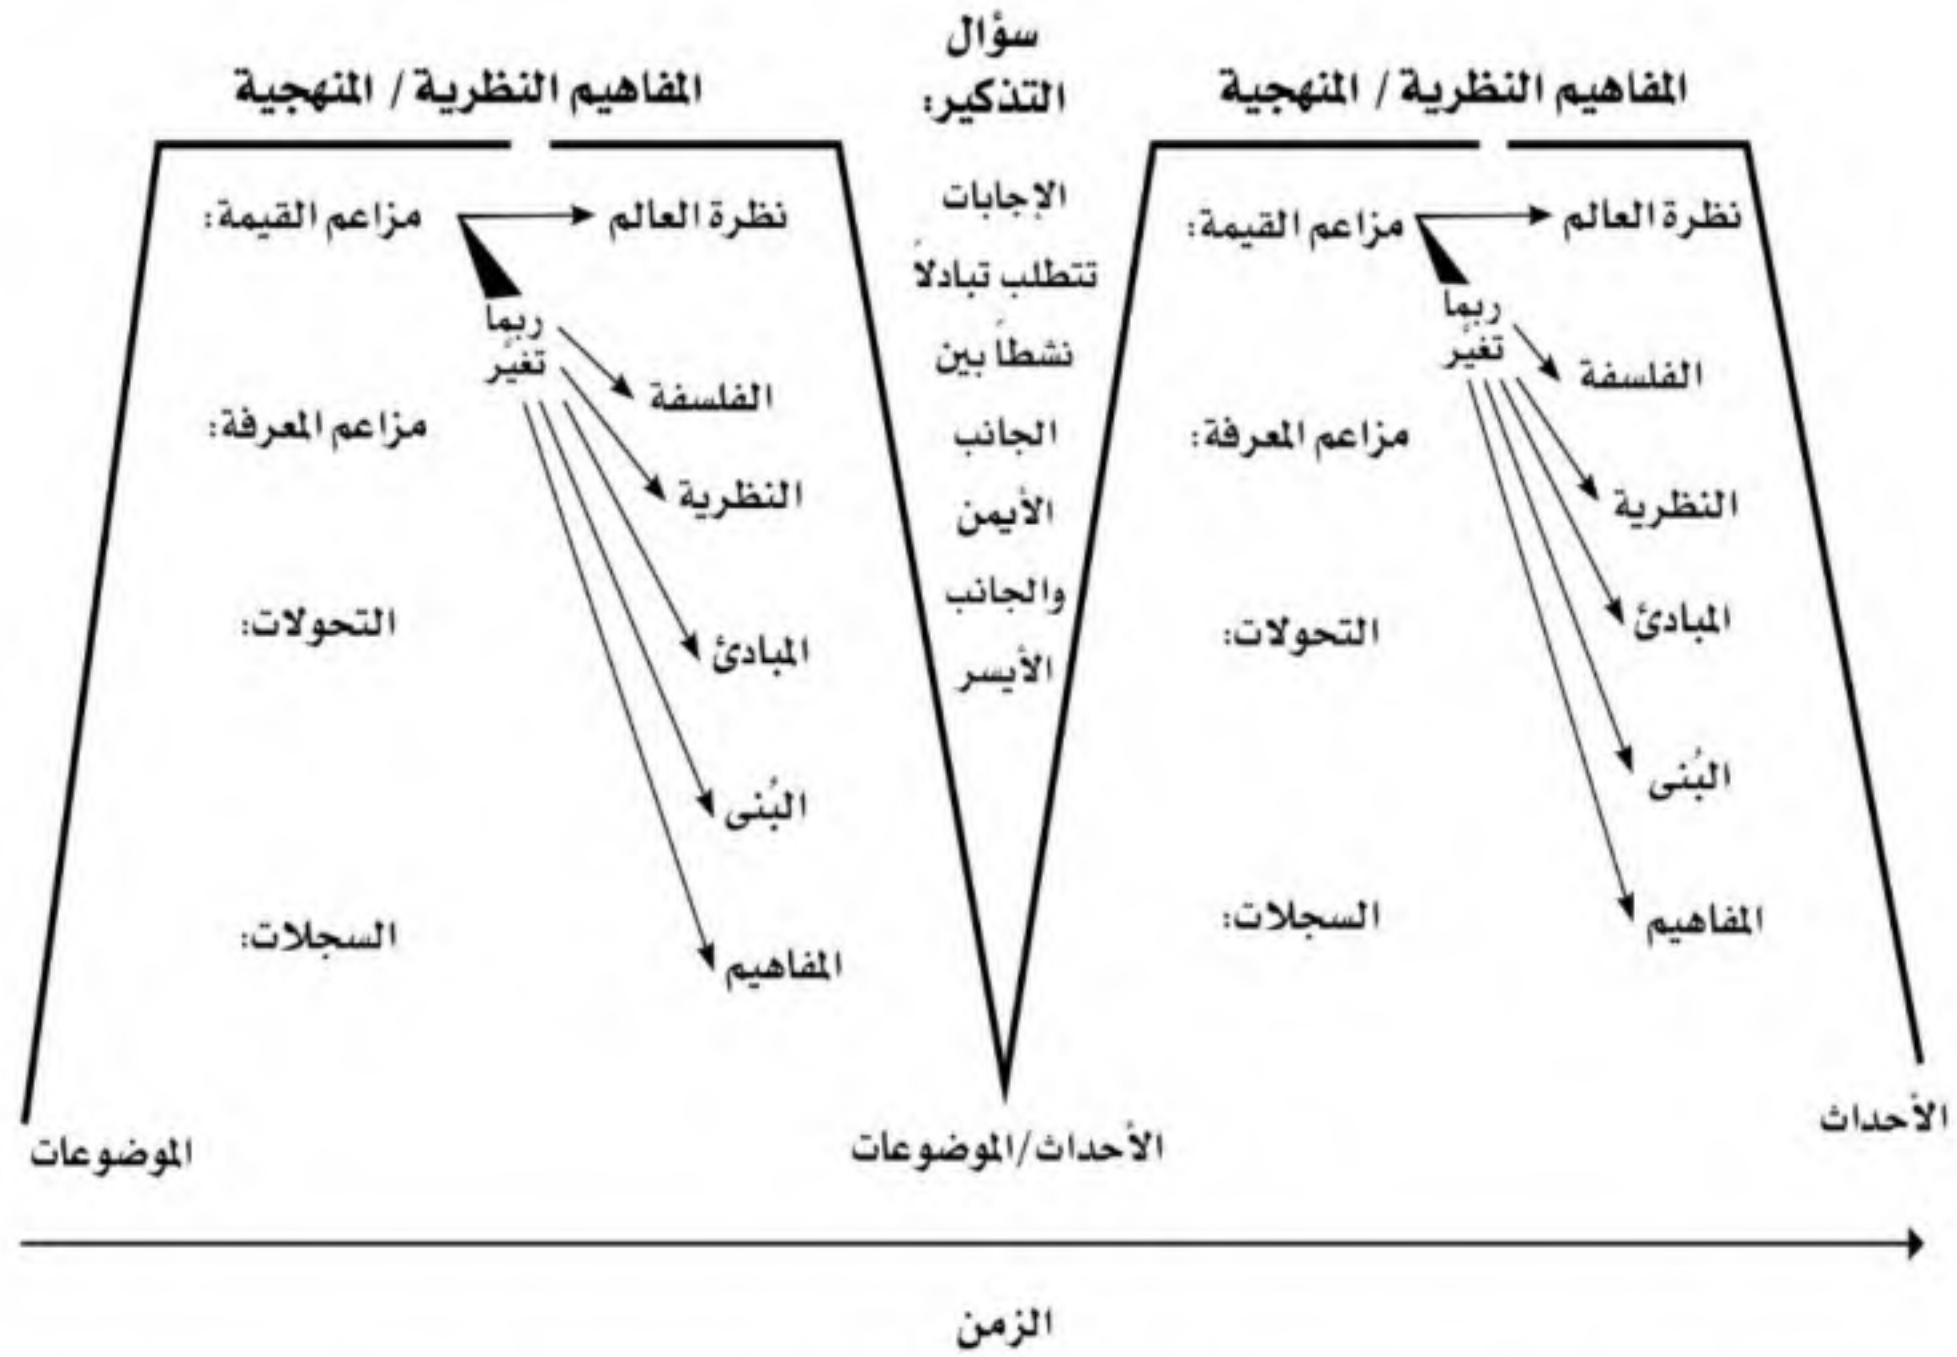 المفاهيم النظرية / المنهجية
نظرة العالم
مزاعم القيمة:
ربما
تغيّر
الفلسفة
مزاعم المعرفة:
النظرية
المبادئ
التحولات:
البُنى
السجلات:
المفاهيم
الأحداث
سؤال
التذكير:
الإجابات
تتطلب تبادلاً
نشطاً بين
الجانب
الأيمن
والجانب
الأيسر
الأحداث/الموضوعات
المفاهيم النظرية / المنهجية
نظرة العالم
مزاعم القيمة:
ربما
تغيّر
الفلسفة
مزاعم المعرفة:
النظرية
التحولات:
المبادئ
البُنى
السجلات:
المفاهيم
الموضوعات
الزمن